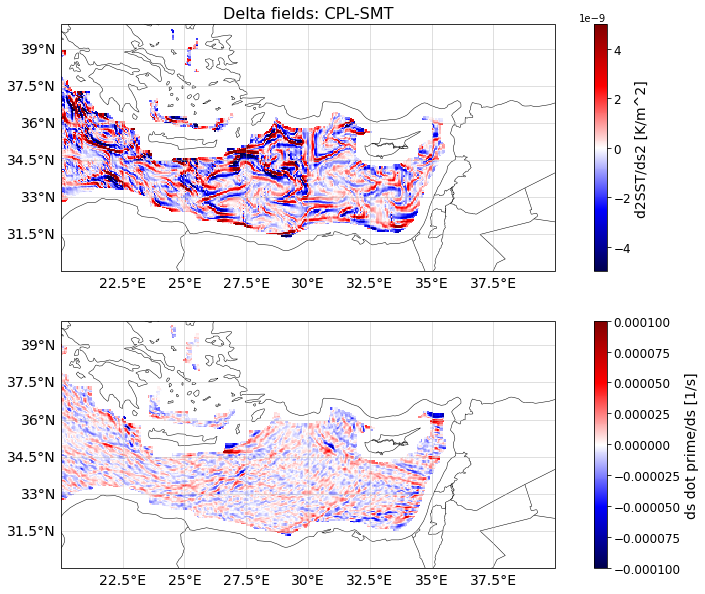 Delta fields: CPL-SMT
1e−9
39°N
37.5°N
36°N
34.5°N
33°N
31.5°N
22.5°E 25°E 27.5°E 30°E 32.5°E 35°E 37.5°E
4
2
0
−2
−4
d2SST/ds2 [K/m^2]
39°N
37.5°N
36°N
34.5°N
33°N
31.5°N
22.5°E 25°E 27.5°E 30°E 32.5°E 35°E 37.5°E
0.000100
0.000075
0.000050
0.000025
0.000000
−0.000025
−0.000050
−0.000075
−0.000100
ds dot prime/ds [1/s]